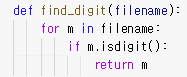 def find_digit(filename):
    for m in filename:
        if m.isdigit():
            return m